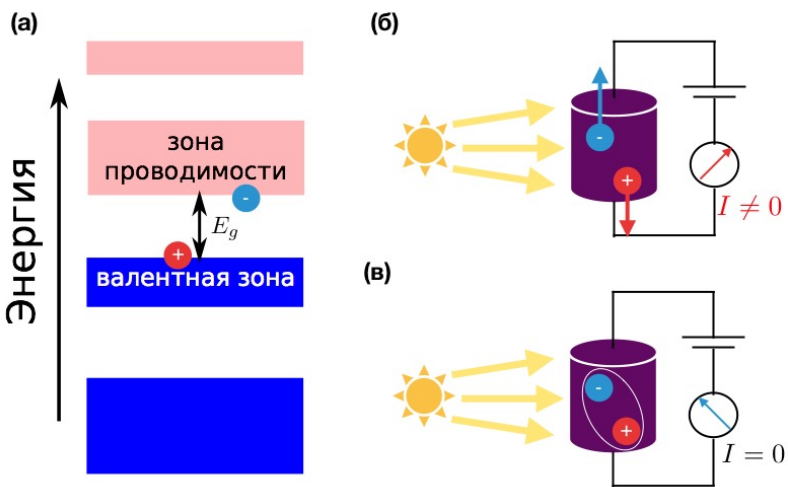 (а)
Энергия
зона
проводимости
-
E_g
+
валентная зона
(б)
-
+
I ≠ 0
(в)
-
+
I = 0